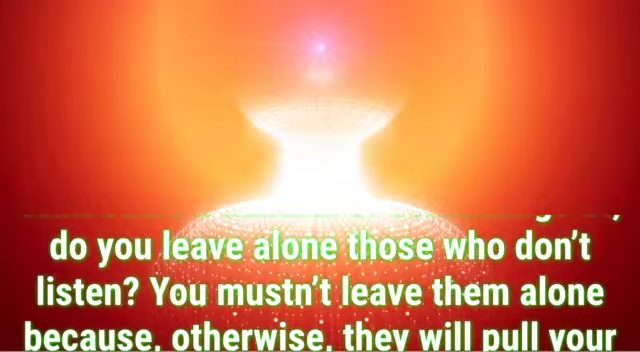 do you leave alone those who don't
listen? You mustn't leave them alone
because, otherwise, they will pull your